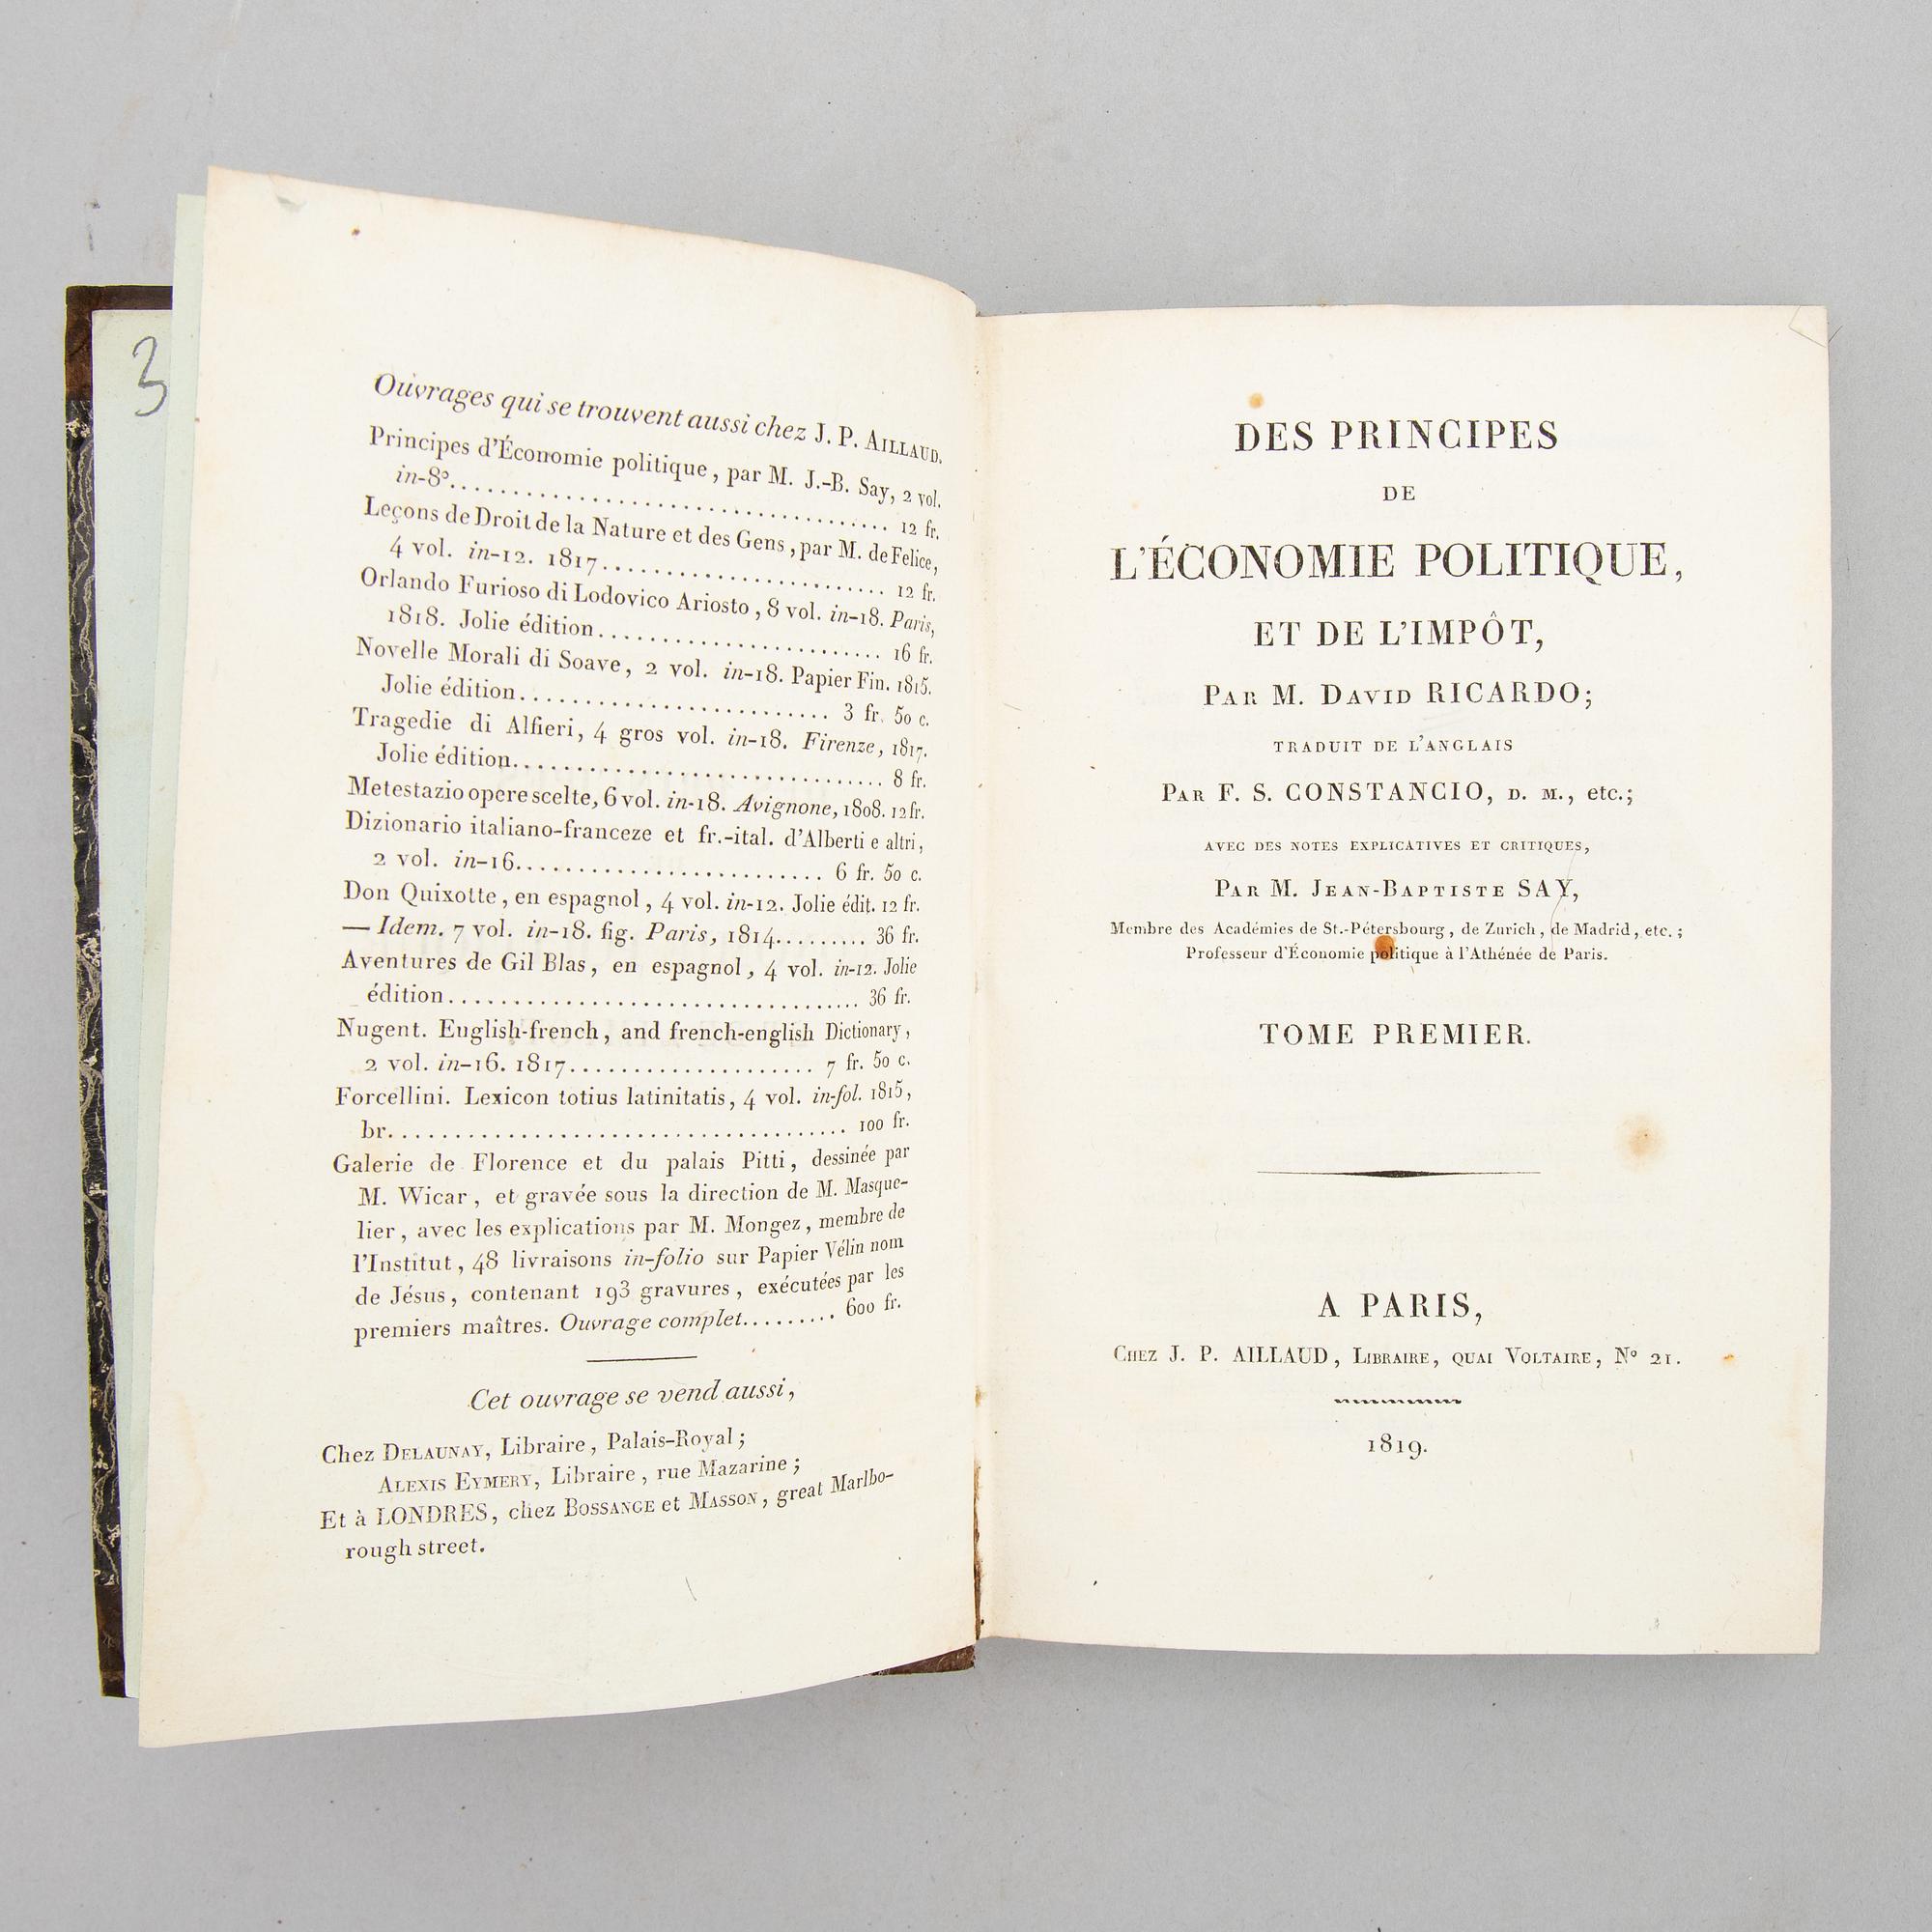 3
Ouvrages qui se trouvent aussi chez J. P. AILLAUD.
Principes d'Économie politique, par M. J.-B. Say, 2 vol.
in-8°........................................ 12 fr.
Leçons de Droit de la Nature et des Gens, par M. de Felice,
4 vol. in-12. 1817......................... 12 fr.
Orlando Furioso di Lodovico Ariosto, 8 vol. in-18. Paris,
1818. Jolie édition......................... 16 fr.
Novelle Morali di Soave, 2 vol. in-18. Papier Fin. 1815.
Jolie édition.......................... 3 fr. 50 c.
Tragedie di Alfieri, 4 gros vol. in-18. Firenze, 1817.
Jolie édition................................ 8 fr.
Metestazio opere scelte, 6 vol. in-18. Avignone, 1808. 12 fr.
Dizionario italiano-franceze et fr.-ital. d'Alberti e altri,
2 vol. in-16......................... 6 fr. 50 c.
Don Quixotte, en espagnol, 4 vol. in-12. Jolie édit. 12 fr.
— Idem. 7 vol. in-18. fig. Paris, 1814......... 36 fr.
Aventures de Gil Blas, en espagnol, 4 vol. in-12. Jolie
édition.................................... 36 fr.
Nugent. English-french, and french-english Dictionary,
2 vol. in-16. 1817.................... 7 fr. 50 c.
Forcellini. Lexicon totius latinitatis, 4 vol. in-fol. 1815,
br........................................ 100 fr.
Galerie de Florence et du palais Pitti, dessinée par
M. Wicar, et gravée sous la direction de M. Masque-
lier, avec les explications par M. Mongez, membre de
l'Institut, 48 livraisons in-folio sur Papier Vélin nom
de Jésus, contenant 193 gravures, exécutées par les
premiers maîtres. Ouvrage complet......... 600 fr.
Cet ouvrage se vend aussi,
Chez DELAUNAY, Libraire, Palais-Royal;
ALEXIS EYMERY, Libraire, rue Mazarine;
Et à LONDRES, chez BOSSANGE et MASSON, great Marlbo-
rough street.
DES PRINCIPES
DE
L'ÉCONOMIE POLITIQUE,
ET DE L'IMPÔT,
PAR M. DAVID RICARDO;
TRADUIT DE L'ANGLAIS
PAR F. S. CONSTANCIO, D. M., etc.;
AVEC DES NOTES EXPLICATIVES ET CRITIQUES,
PAR M. JEAN-BAPTISTE SAY,
Membre des Académies de St.-Pétersbourg, de Zurich, de Madrid, etc.;
Professeur d'Économie politique à l'Athénée de Paris.
TOME PREMIER.
A PARIS,
CHEZ J. P. AILLAUD, LIBRAIRE, QUAI VOLTAIRE, N° 21.
1819.